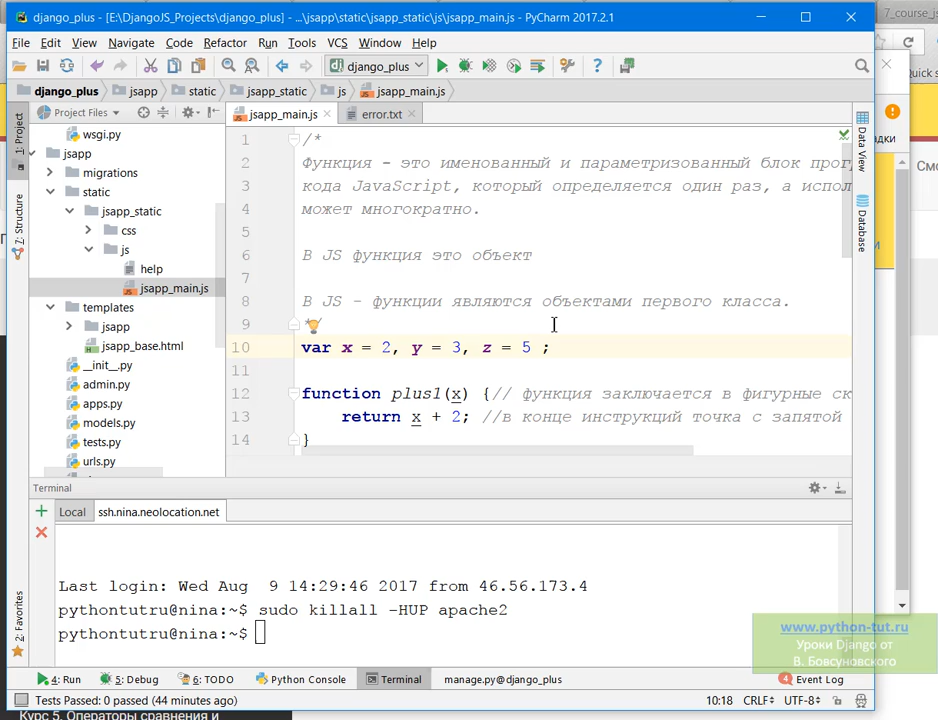 django_plus - [E:\DjangoJS_Projects\django_plus] - ...\jsapp\static\jsapp_static\js\jsapp_main.js - PyCharm 2017.2.1
7_course_js
File Edit View Navigate Code Refactor Run Tools VCS Window Help
django_plus
django_plus jsapp static jsapp_static js jsapp_main.js
Quick s
Project Files
jsapp_main.js error.txt
1: Project
7: Structure
2: Favorites
wsgi.py
jsapp
migrations
static
jsapp_static
css
js
help
jsapp_main.js
templates
jsapp
jsapp_base.html
__init__.py
admin.py
apps.py
models.py
tests.py
urls.py
1 /*
2 Функция - это именованный и параметризованный блок прог
3 кода JavaScript, который определяется один раз, а испол
4 может многократно.
5
6 В JS функция это объект
7
8 В JS - функции являются объектами первого класса.
9 */
10 var x = 2, y = 3, z = 5 ;
11
12 function plus1(x) {// функция заключается в фигурные ск
13 return x + 2; //в конце инструкций точка с запятой
14 }
Data View
Database
дки
Смо
Terminal
Local ssh.nina.neolocation.net
Last login: Wed Aug 9 14:29:46 2017 from 46.56.173.4
pythontutru@nina:~$ sudo killall -HUP apache2
pythontutru@nina:~$
www.python-tut.ru
Уроки Django от
В. Бовсуновского
4: Run 5: Debug 6: TODO Python Console Terminal manage.py@django_plus 4 Event Log
Tests Passed: 0 passed (44 minutes ago) 10:18 CRLF UTF-8
Курс 5. Операторы сравнения и